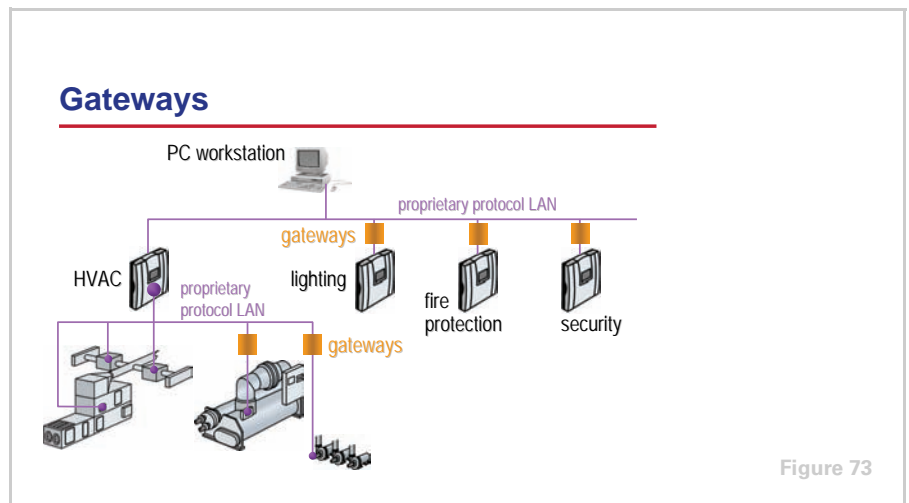 Gateways
PC workstation
proprietary protocol LAN
gateways
HVAC
proprietary
protocol LAN
lighting
fire
protection
security
gateways
Figure 73